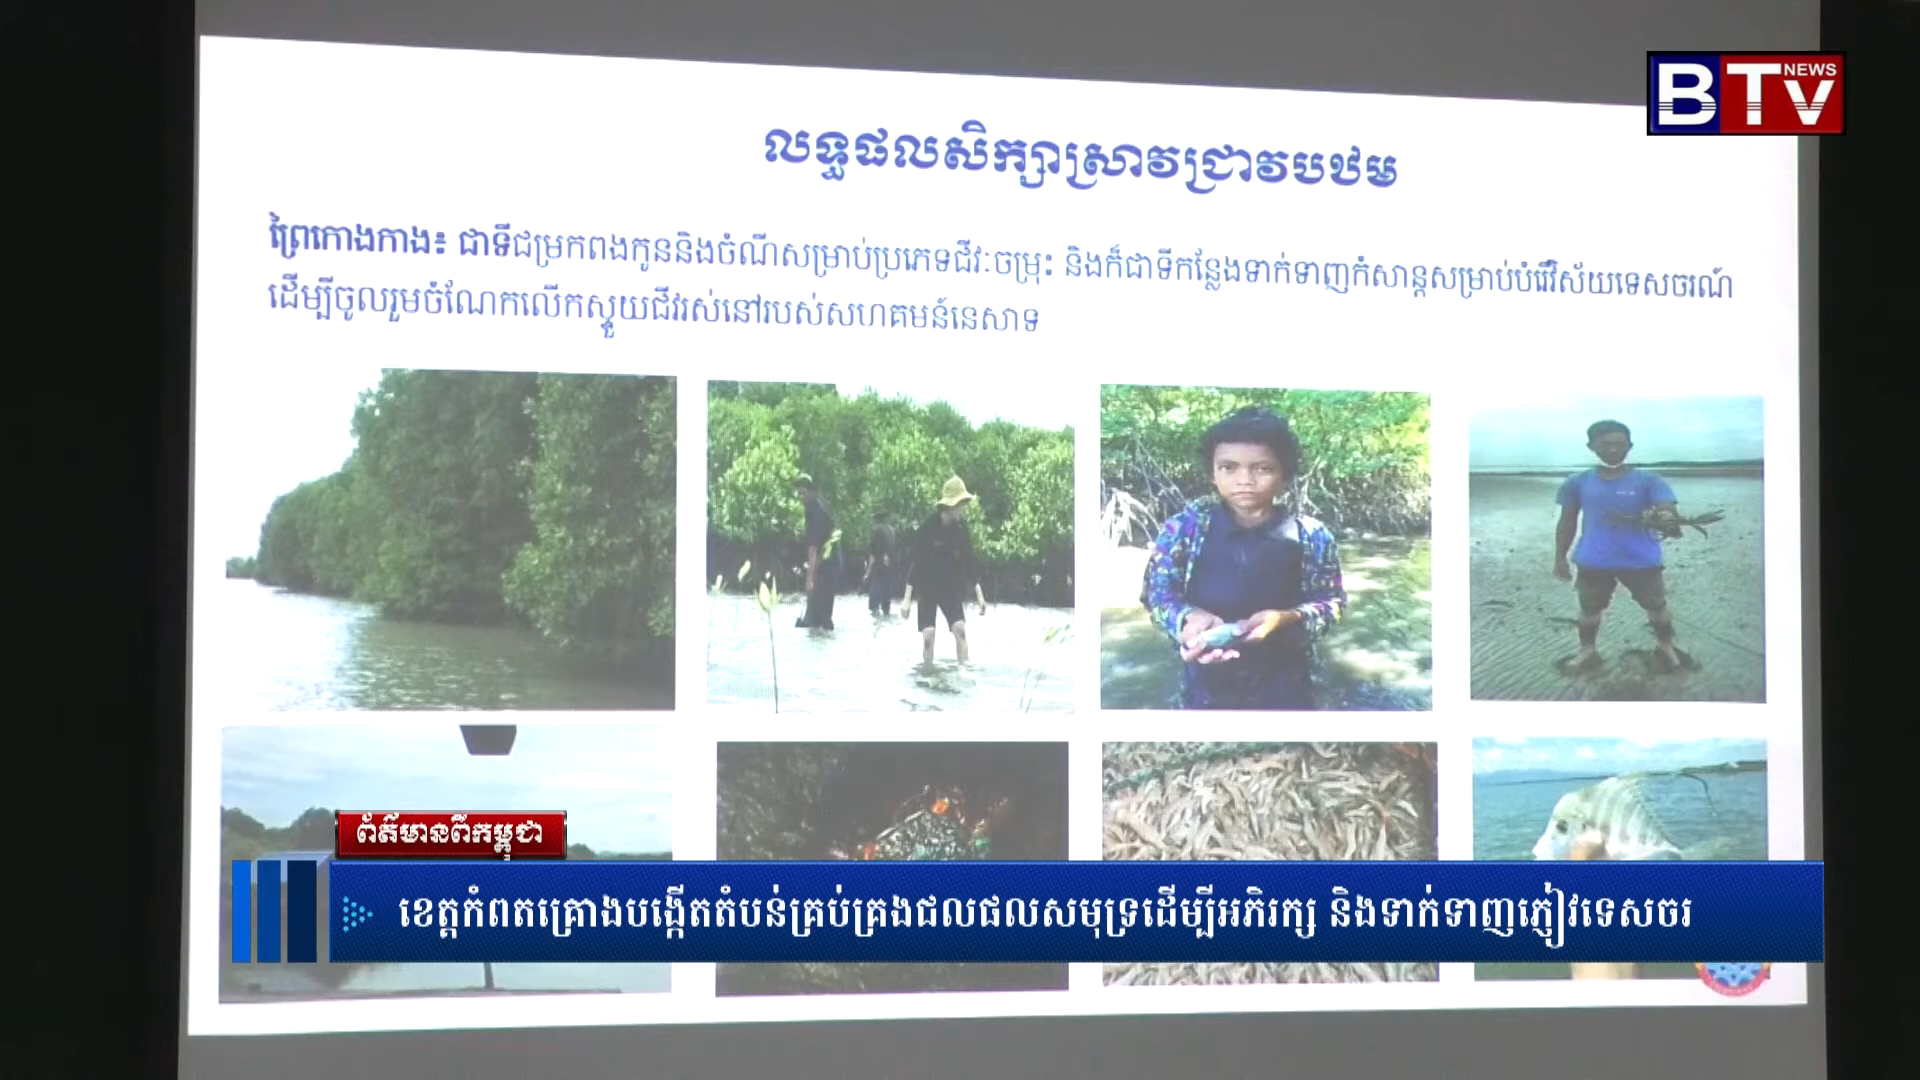 BTV NEWS
លទ្ធផលសិក្សាស្រាវជ្រាវបឋម
ព្រៃកោងកាង៖ ជាទីជម្រកពងកូននិងចំណីសម្រាប់ប្រភេទជីវៈចម្រុះ និងក៏ជាទីកន្លែងទាក់ទាញកំសាន្តសម្រាប់បំរើវិស័យទេសចរណ៍
ដើម្បីចូលរួមចំណែកលើកស្ទួយជីវរស់នៅរបស់សហគមន៍នេសាទ
ព័ត៌មានពីកម្ពុជា
ខេត្តកំពតគ្រោងបង្កើតតំបន់គ្រប់គ្រងជលផលសមុទ្រដើម្បីអភិរក្ស និងទាក់ទាញភ្ញៀវទេសចរ